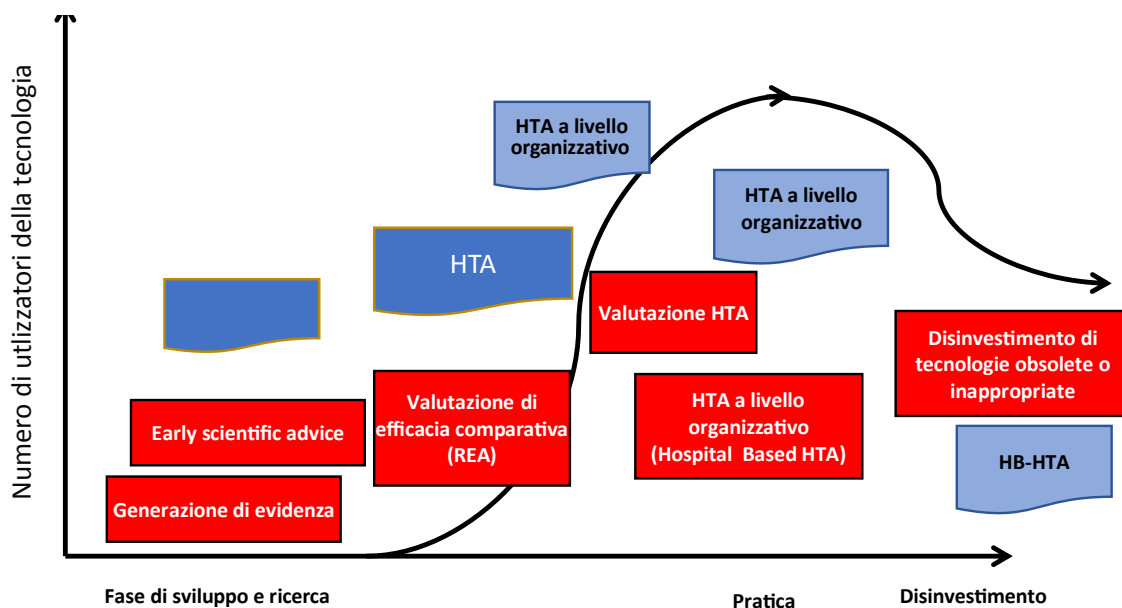 Numero di utilizzatori della tecnologia
HTA a livello
organizzativo
HTA a livello
organizzativo
HTA
Valutazione HTA
Disinvestimento di
tecnologie obsolete o
inappropriate
Early scientific advice
Valutazione di
efficacia comparativa
(REA)
HTA a livello
organizzativo
(Hospital Based HTA)
HB-HTA
Generazione di evidenza
Fase di sviluppo e ricerca
Pratica
Disinvestimento